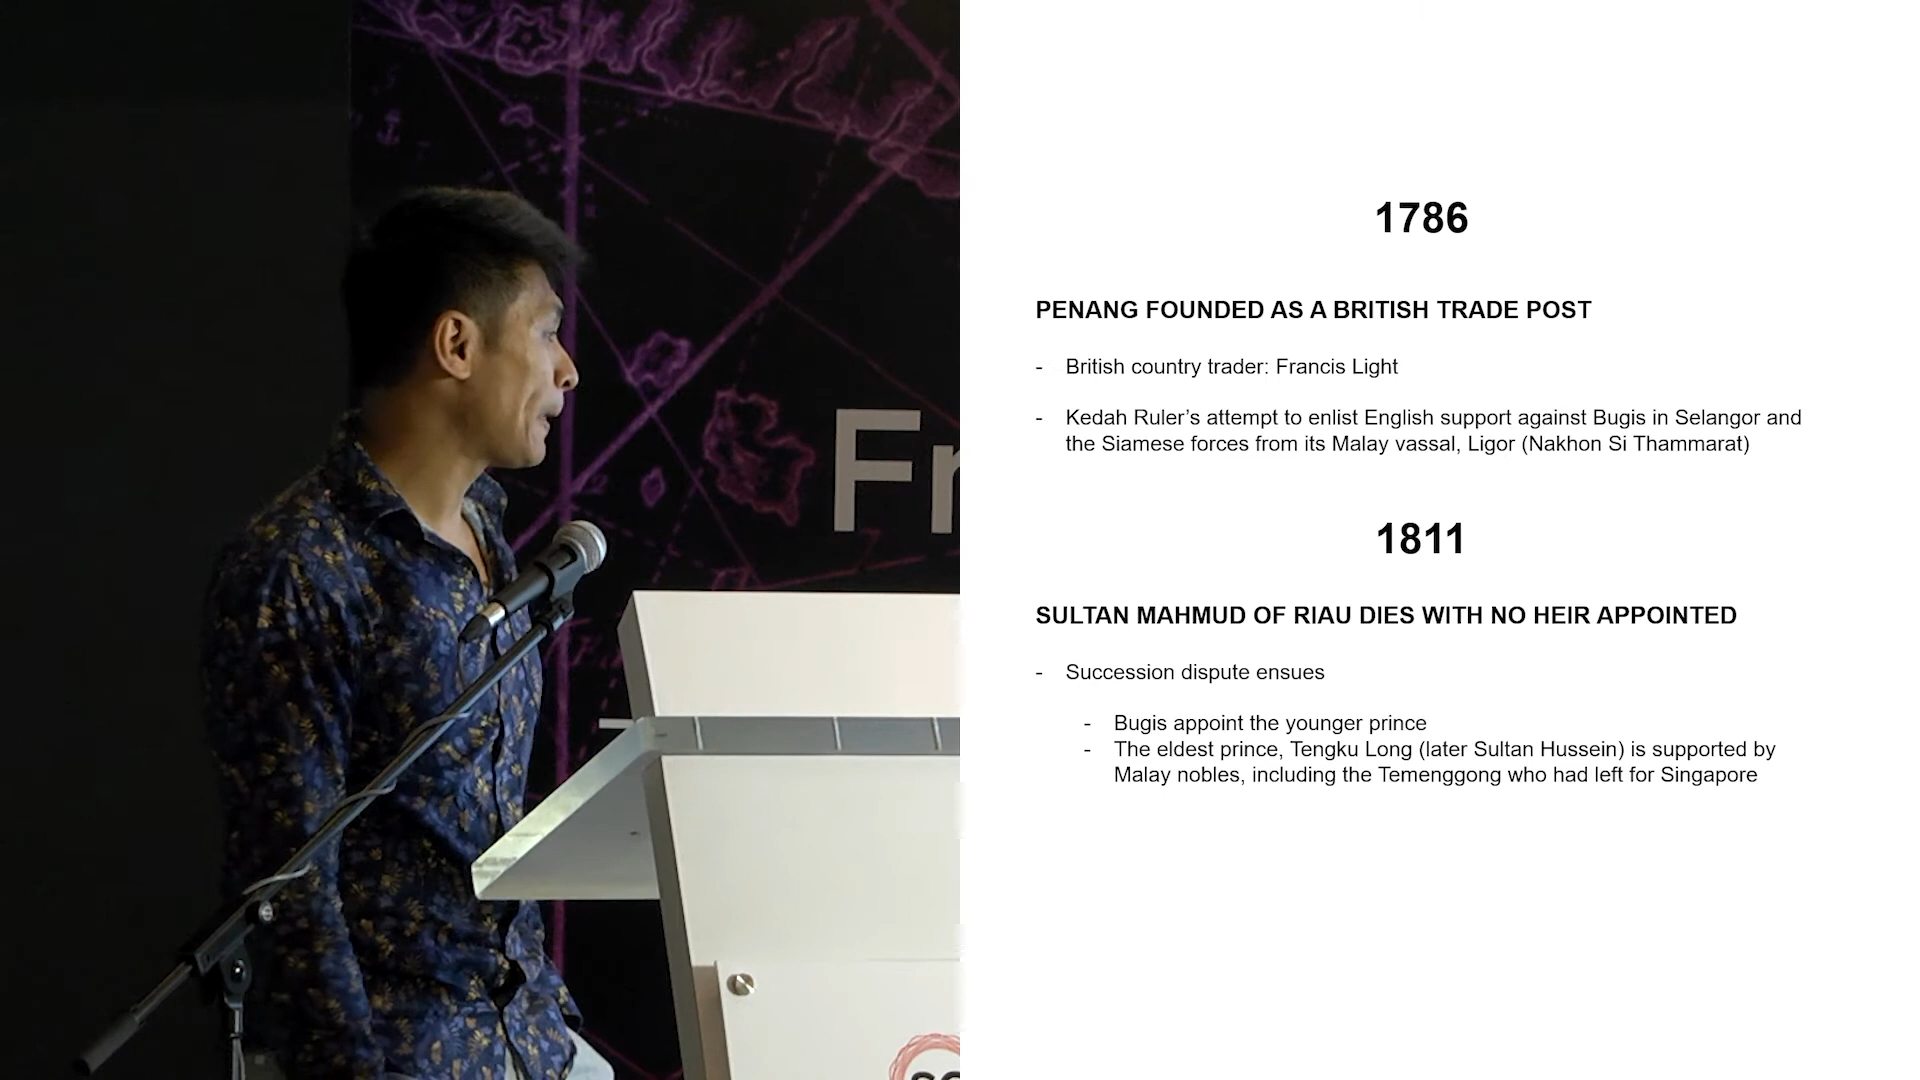 Fr
1786
PENANG FOUNDED AS A BRITISH TRADE POST
- British country trader: Francis Light
- Kedah Ruler’s attempt to enlist English support against Bugis in Selangor and
the Siamese forces from its Malay vassal, Ligor (Nakhon Si Thammarat)
1811
SULTAN MAHMUD OF RIAU DIES WITH NO HEIR APPOINTED
- Succession dispute ensues
- Bugis appoint the younger prince
- The eldest prince, Tengku Long (later Sultan Hussein) is supported by
Malay nobles, including the Temenggong who had left for Singapore